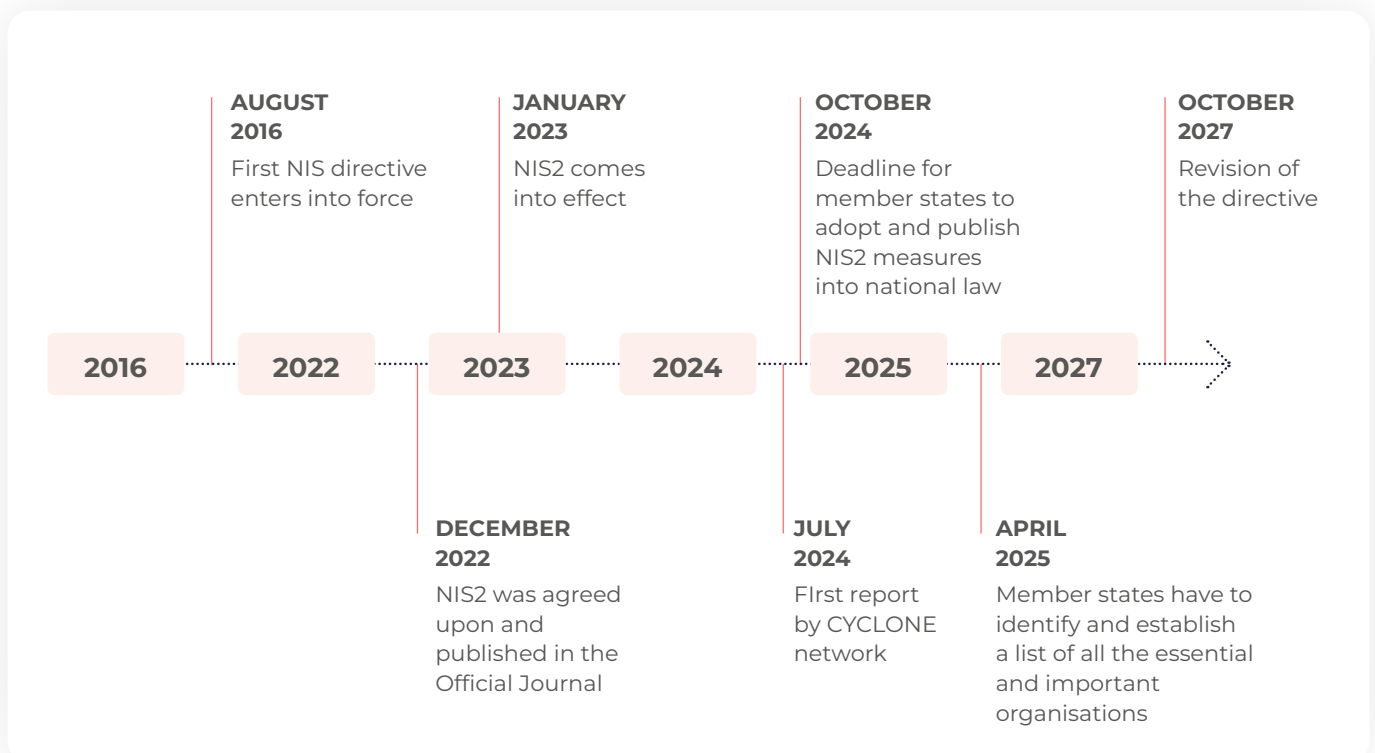 AUGUST
2016
First NIS directive
enters into force
JANUARY
2023
NIS2 comes
into effect
OCTOBER
2024
Deadline for
member states to
adopt and publish
NIS2 measures
into national law
OCTOBER
2027
Revision of
the directive
2016
2022
2023
2024
2025
2027
DECEMBER
2022
NIS2 was agreed
upon and
published in the
Official Journal
JULY
2024
FIrst report
by CYCLONE
network
APRIL
2025
Member states have to
identify and establish
a list of all the essential
and important
organisations